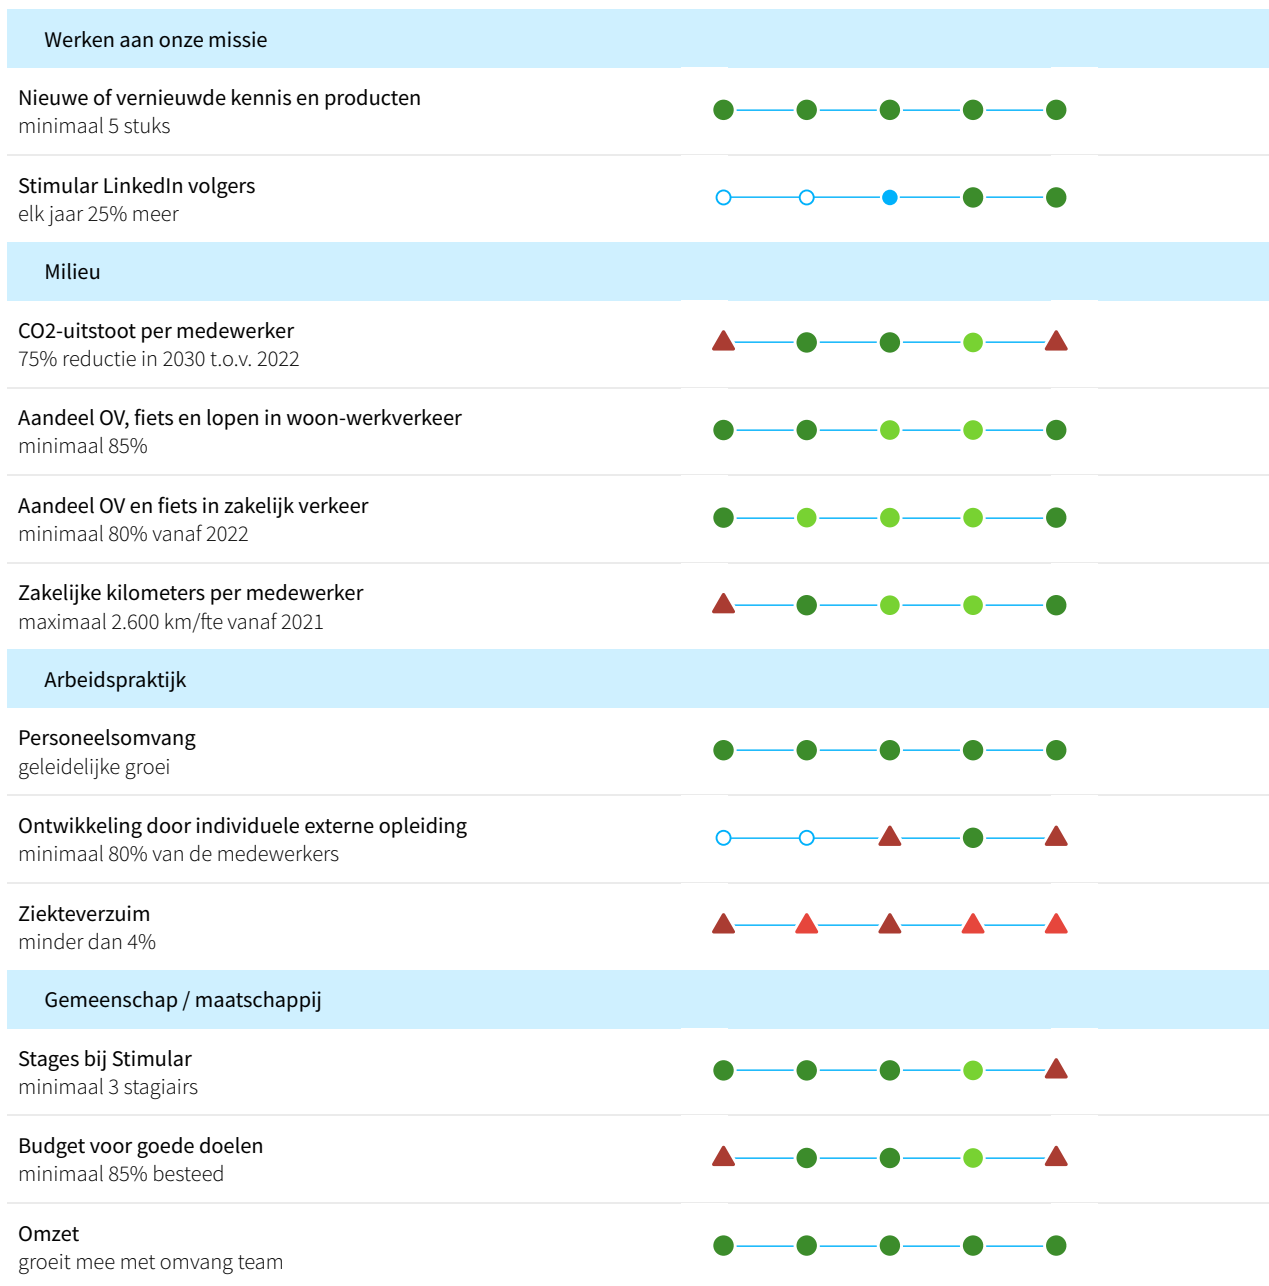 Werken aan onze missie
Nieuwe of vernieuwde kennis en producten
minimaal 5 stuks
Stimular LinkedIn volgers
elk jaar 25% meer
Milieu
CO2-uitstoot per medewerker
75% reductie in 2030 t.o.v. 2022
Aandeel OV, fiets en lopen in woon-werkverkeer
minimaal 85%
Aandeel OV en fiets in zakelijk verkeer
minimaal 80% vanaf 2022
Zakelijke kilometers per medewerker
maximaal 2.600 km/fte vanaf 2021
Arbeidspraktijk
Personeelsomvang
geleidelijke groei
Ontwikkeling door individuele externe opleiding
minimaal 80% van de medewerkers
Ziekteverzuim
minder dan 4%
Gemeenschap / maatschappij
Stages bij Stimular
minimaal 3 stagiairs
Budget voor goede doelen
minimaal 85% besteed
Omzet
groeit mee met omvang team